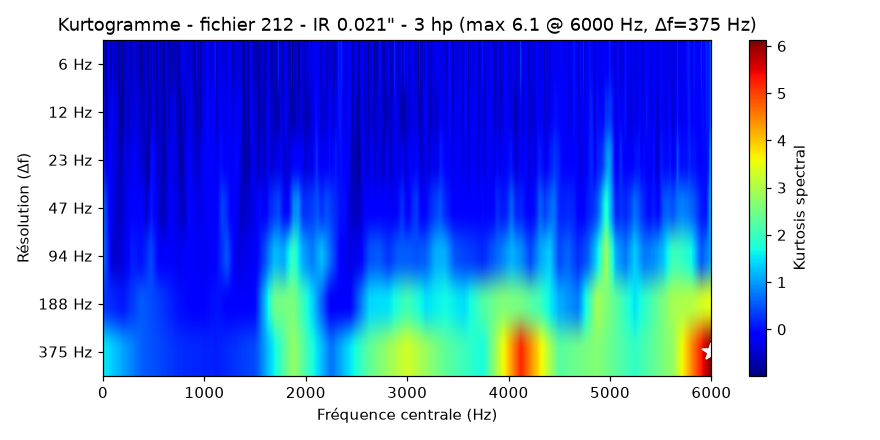 Kurtogramme - fichier 212 - IR 0.021" - 3 hp (max 6.1 @ 6000 Hz, Δf=375 Hz)
Résolution (Δf)
6 Hz
12 Hz
23 Hz
47 Hz
94 Hz
188 Hz
375 Hz
0 1000 2000 3000 4000 5000 6000
Fréquence centrale (Hz)
6
5
4
3
2
1
0
Kurtosis spectral